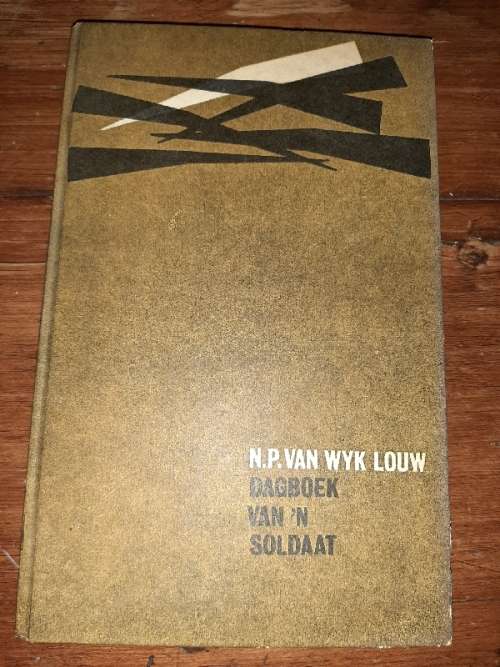 N.P. VAN WYK LOUW
DAGBOEK
VAN 'N
SOLDAAT